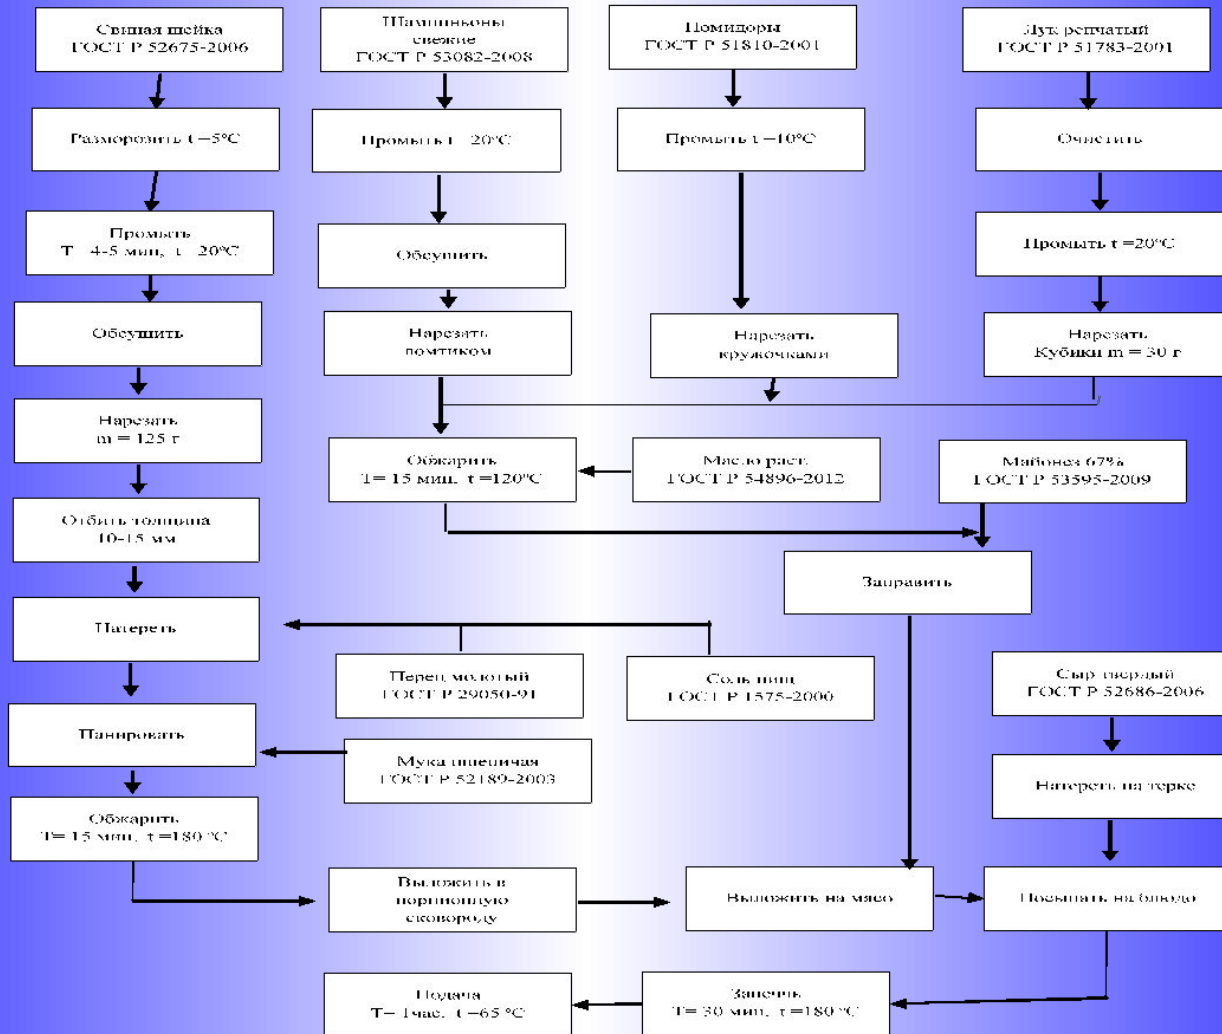 Свиная шейка
ГОСТ Р 52675-2006
Шампиньоны
свежие
ГОСТ Р 53082-2008
Помидоры
ГОСТ Р 51810-2001
Лук репчатый
ГОСТ Р 51783-2001
Разморозить t =5°C
Промыть t= 20°C
Промыть t =10°C
Очистить
Промыть
T= 4-5 мин, t= 20°C
Обсушить
Промыть t =20°C
Обсушить
Нарезать
ломтиком
Нарезать
кружочками
Нарезать
Кубики m = 30 г
Нарезать
m = 125 г
Обжарить
T= 15 мин, t =120°C
Масло раст.
ГОСТ Р 54896-2012
Майонез 67%
ГОСТ Р 53595-2009
Отбить толщина
10-15 мм
Заправить
Натереть
Перец молотый
ГОСТ Р 29050-91
Соль пищ
ГОСТ Р 1575-2000
Сыр твердый
ГОСТ Р 52686-2006
Панировать
Мука пшеничая
ГОСТ Р 52189-2003
Натереть на терке
Обжарить
T= 15 мин, t =180 °C
Выложить в
порционную
сковороду
Выложить на мясо
Посыпать на блюдо
Подача
T= 1час, t =65 °C
Запечь
T= 30 мин, t =180°C